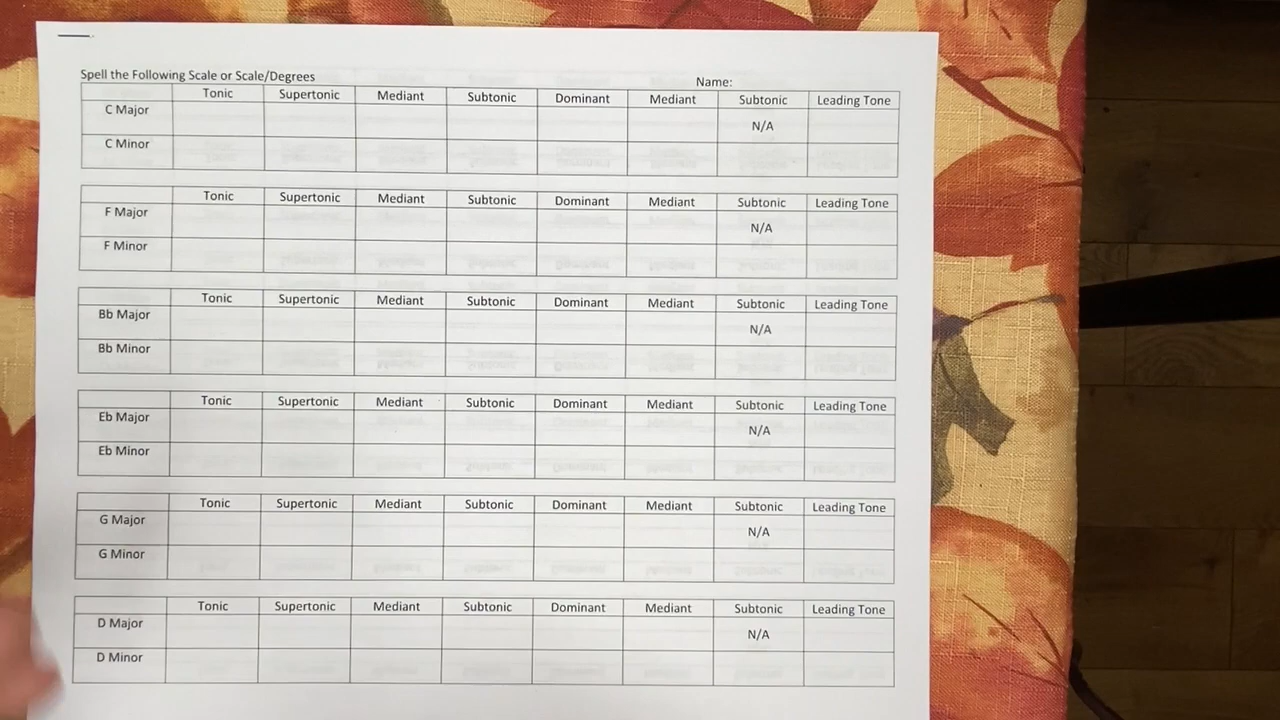 Spell the Following Scale or Scale/Degrees Name:
Tonic Supertonic Mediant Subtonic Dominant Mediant Subtonic Leading Tone
C Major N/A
C Minor
Tonic Supertonic Mediant Subtonic Dominant Mediant Subtonic Leading Tone
F Major N/A
F Minor
Tonic Supertonic Mediant Subtonic Dominant Mediant Subtonic Leading Tone
Bb Major N/A
Bb Minor
Tonic Supertonic Mediant Subtonic Dominant Mediant Subtonic Leading Tone
Eb Major N/A
Eb Minor
Tonic Supertonic Mediant Subtonic Dominant Mediant Subtonic Leading Tone
G Major N/A
G Minor
Tonic Supertonic Mediant Subtonic Dominant Mediant Subtonic Leading Tone
D Major N/A
D Minor